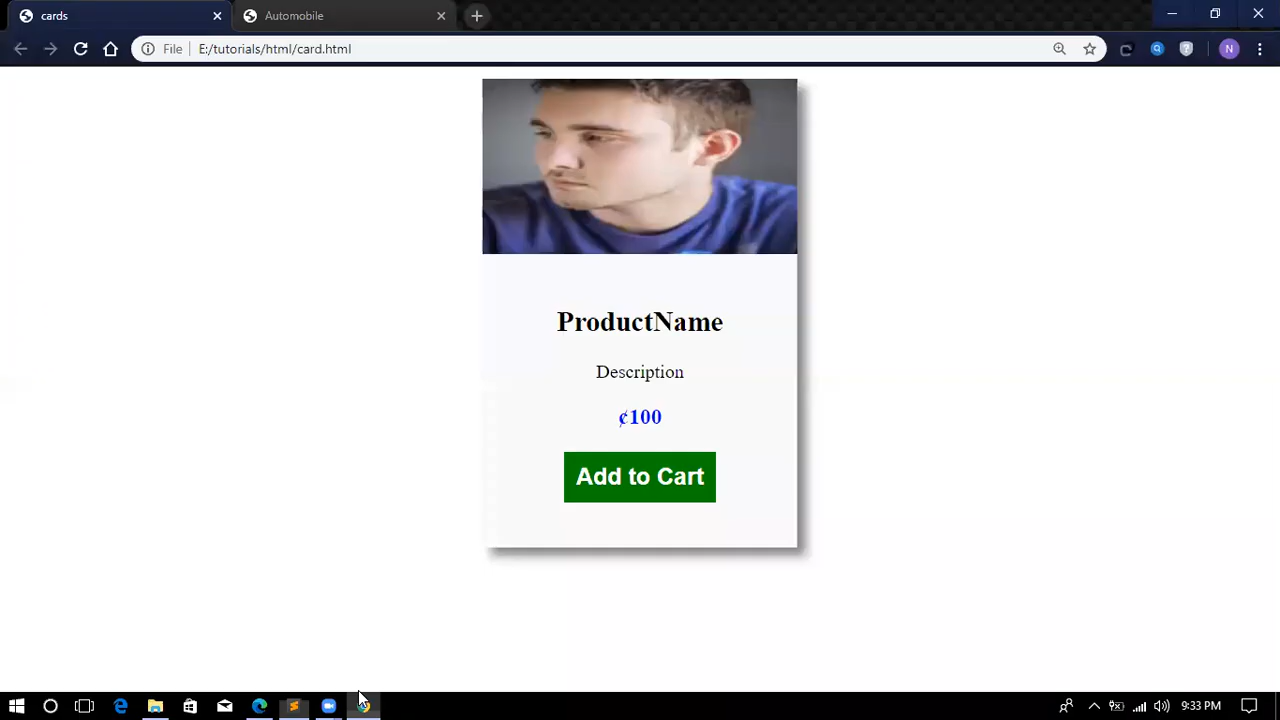 cards
Automobile
File E:/tutorials/html/card.html
N
ProductName
Description
¢100
Add to Cart
9:33 PM